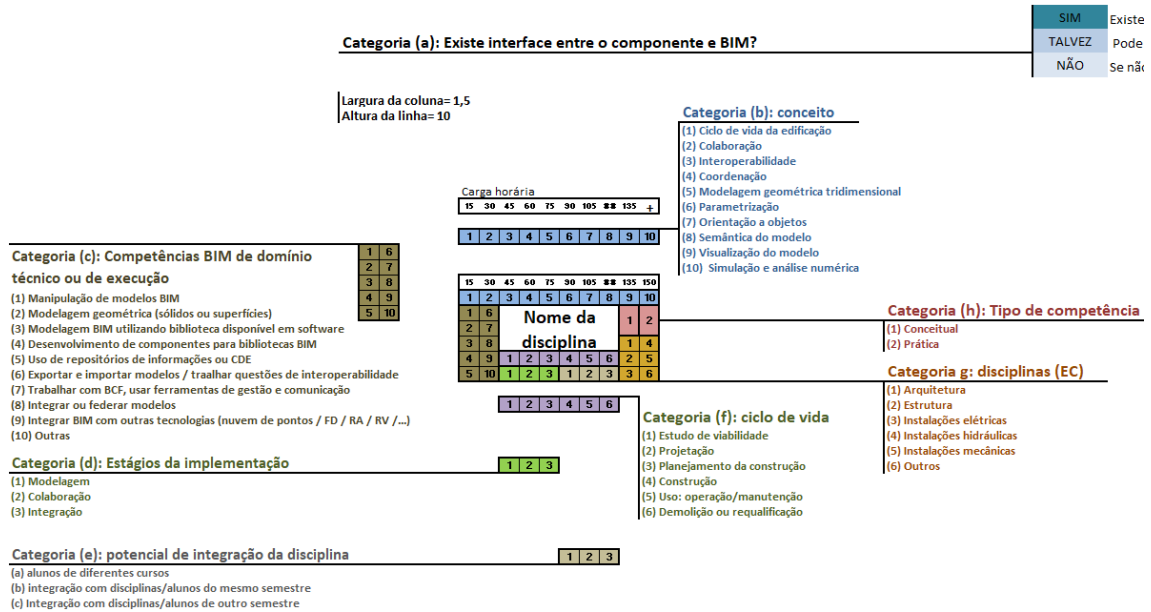 SIM Existe
Categoria (a): Existe interface entre o componente e BIM?
TALVEZ Pode
NÃO Se não
Largura da coluna= 1,5
Altura da linha= 10
Categoria (b): conceito
(1) Ciclo de vida da edificação
(2) Colaboração
(3) Interoperabilidade
(4) Coordenação
(5) Modelagem geométrica tridimensional
(6) Parametrização
(7) Orientação a objetos
(8) Semântica do modelo
(9) Visualização do modelo
(10) Simulação e análise numérica
Carga horária
15 30 45 60 75 90 105 88 135 +
1 2 3 4 5 6 7 8 9 10
Categoria (c): Competências BIM de domínio
técnico ou de execução
1 6
2 7
3 8
4 9
5 10
(1) Manipulação de modelos BIM
(2) Modelagem geométrica (sólidos ou superfícies)
(3) Modelagem BIM utilizando biblioteca disponível em software
(4) Desenvolvimento de componentes para bibliotecas BIM
(5) Uso de repositórios de informações ou CDE
(6) Exportar e importar modelos / traalhar questões de interoperabilidade
(7) Trabalhar com BCF, usar ferramentas de gestão e comunicação
(8) Integrar ou federar modelos
(9) Integrar BIM com outras tecnologias (nuvem de pontos / FD / RA / RV /...)
(10) Outras
15 30 45 60 75 90 105 88 135 150
1 2 3 4 5 6 7 8 9 10
1 6 Nome da 1 2
2 7
3 8 disciplina 1 4
4 9 1 2 3 4 5 6 2 5
5 10 1 2 3 1 2 3 3 6
1 2 3 4 5 6
Categoria (h): Tipo de competência
(1) Conceitual
(2) Prática
Categoria g: disciplinas (EC)
(1) Arquitetura
(2) Estrutura
(3) Instalações elétricas
(4) Instalações hidráulicas
(5) Instalações mecânicas
(6) Outros
Categoria (f): ciclo de vida
(1) Estudo de viabilidade
(2) Projetação
(3) Planejamento da construção
(4) Construção
(5) Uso: operação/manutenção
(6) Demolição ou requalificação
Categoria (d): Estágios da implementação
1 2 3
(1) Modelagem
(2) Colaboração
(3) Integração
Categoria (e): potencial de integração da disciplina
1 2 3
(a) alunos de diferentes cursos
(b) integração com disciplinas/alunos do mesmo semestre
(c) Integração com disciplinas/alunos de outro semestre